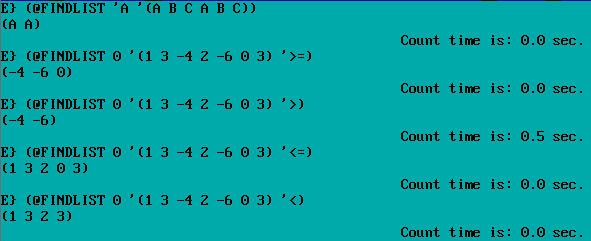 E} (@FINDLIST 'A '(A B C A B C))
(A A)
Count time is: 0.0 sec.
E} (@FINDLIST 0 '(1 3 -4 2 -6 0 3) '>=)
(-4 -6 0)
Count time is: 0.0 sec.
E} (@FINDLIST 0 '(1 3 -4 2 -6 0 3) '>)
(-4 -6)
Count time is: 0.5 sec.
E} (@FINDLIST 0 '(1 3 -4 2 -6 0 3) '<=)
(1 3 2 0 3)
Count time is: 0.0 sec.
E} (@FINDLIST 0 '(1 3 -4 2 -6 0 3) '<)
(1 3 2 3)
Count time is: 0.0 sec.